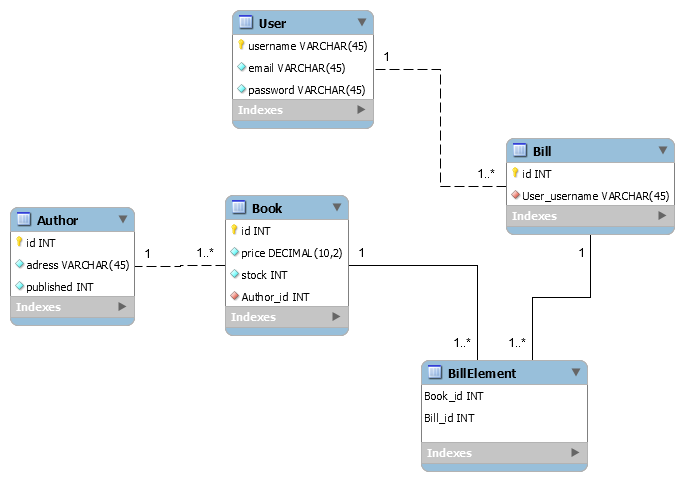 User
username VARCHAR(45)
email VARCHAR(45)
password VARCHAR(45)
Indexes
1
1..*
Bill
id INT
User_username VARCHAR(45)
Indexes
Author
id INT
adress VARCHAR(45)
published INT
Indexes
1
1..*
Book
id INT
price DECIMAL(10,2)
stock INT
Author_id INT
Indexes
1
1
1..*
1..*
BillElement
Book_id INT
Bill_id INT
Indexes